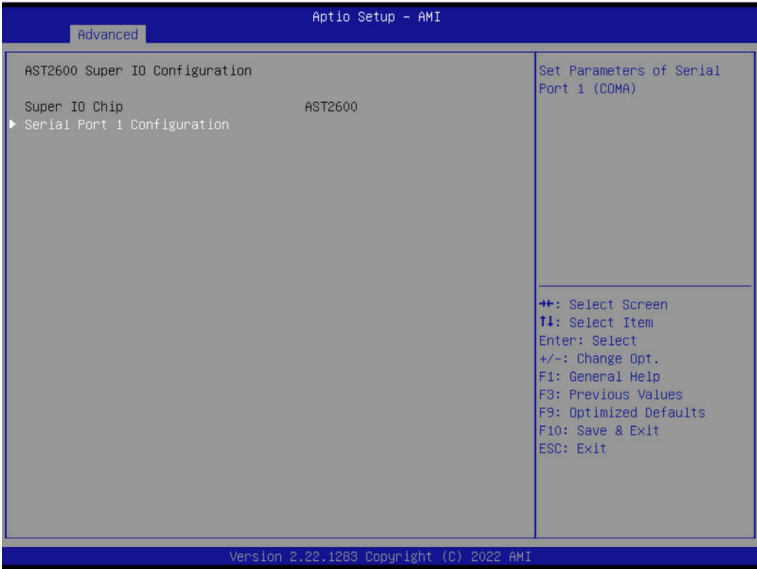 Aptio Setup – AMI
Advanced
AST2600 Super IO Configuration
Super IO Chip AST2600
Serial Port 1 Configuration
Set Parameters of Serial
Port 1 (COMA)
→←: Select Screen
↑↓: Select Item
Enter: Select
+/-: Change Opt.
F1: General Help
F3: Previous Values
F9: Optimized Defaults
F10: Save & Exit
ESC: Exit
Version 2.22.1283 Copyright (C) 2022 AMI